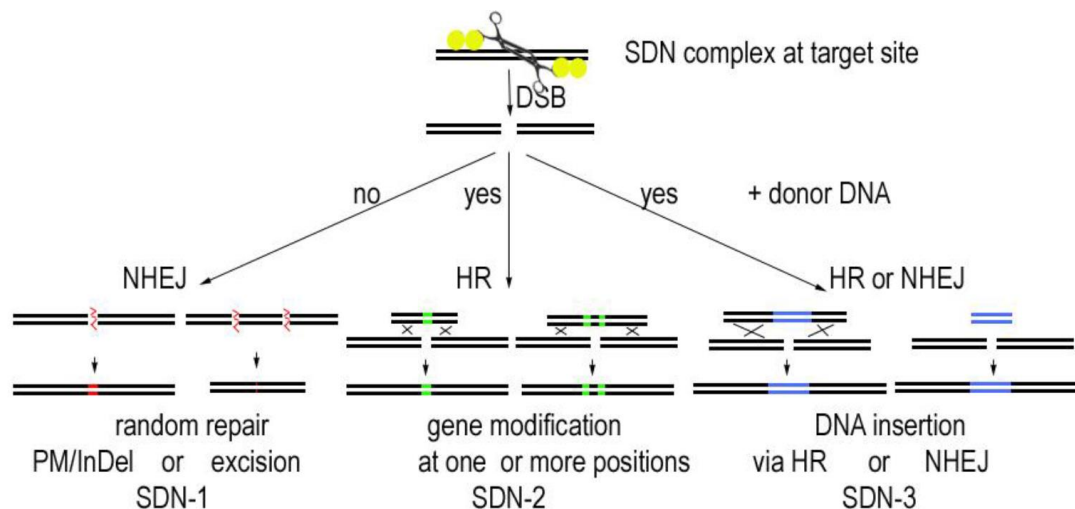 SDN complex at target site
DSB
no yes yes + donor DNA
NHEJ HR HR or NHEJ
random repair gene modification DNA insertion
PM/InDel or excision at one or more positions via HR or NHEJ
SDN-1 SDN-2 SDN-3